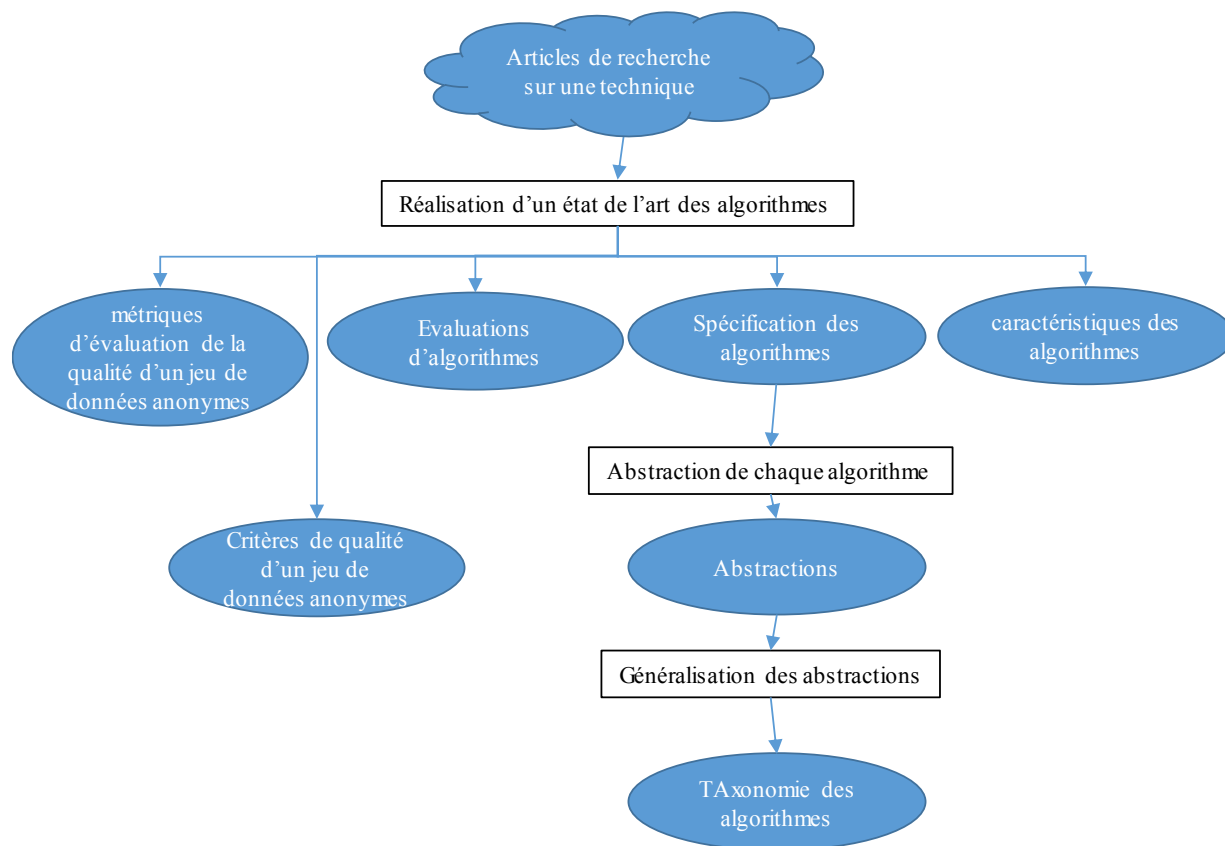 Articles de recherche
sur une technique
Réalisation d'un état de l'art des algorithmes
métriques
d'évaluation de la
qualité d'un jeu de
données anonymes
Evaluations
d'algorithmes
Spécification des
algorithmes
caractéristiques des
algorithmes
Abstraction de chaque algorithme
Critères de qualité
d'un jeu de
données anonymes
Abstractions
Généralisation des abstractions
TAxonomie des
algorithmes